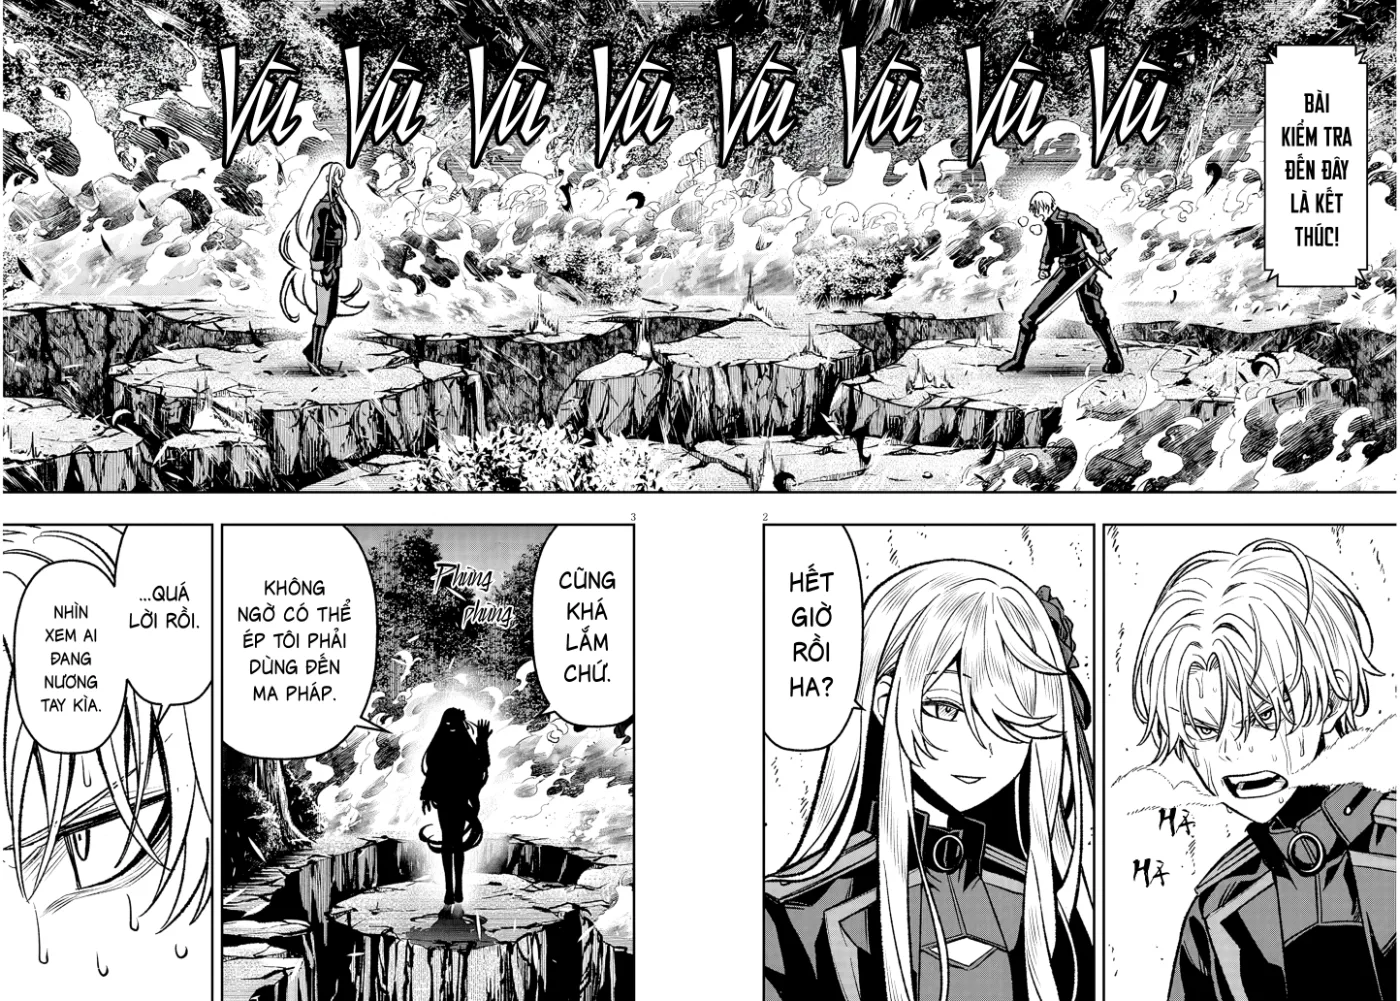 BÀI
KIỂM TRA
ĐẾN ĐÂY
LÀ KẾT
THÚC!
VÙ VÙ VÙ VÙ VÙ VÙ VÙ VÙ
HẢ
HẢ
2
HẾT
GIỜ RỒI
HẢ?
3
CŨNG
KHÁ
LẮM
CHỨ.
Phừng
phừng
KHÔNG
NGỜ CÓ THỂ
ÉP TÔI PHẢI
DÙNG ĐẾN
MA PHÁP.
...QUÁ
LỜI RỒI.
NHÌN
XEM AI
ĐANG
NƯƠNG
TAY KÌA.